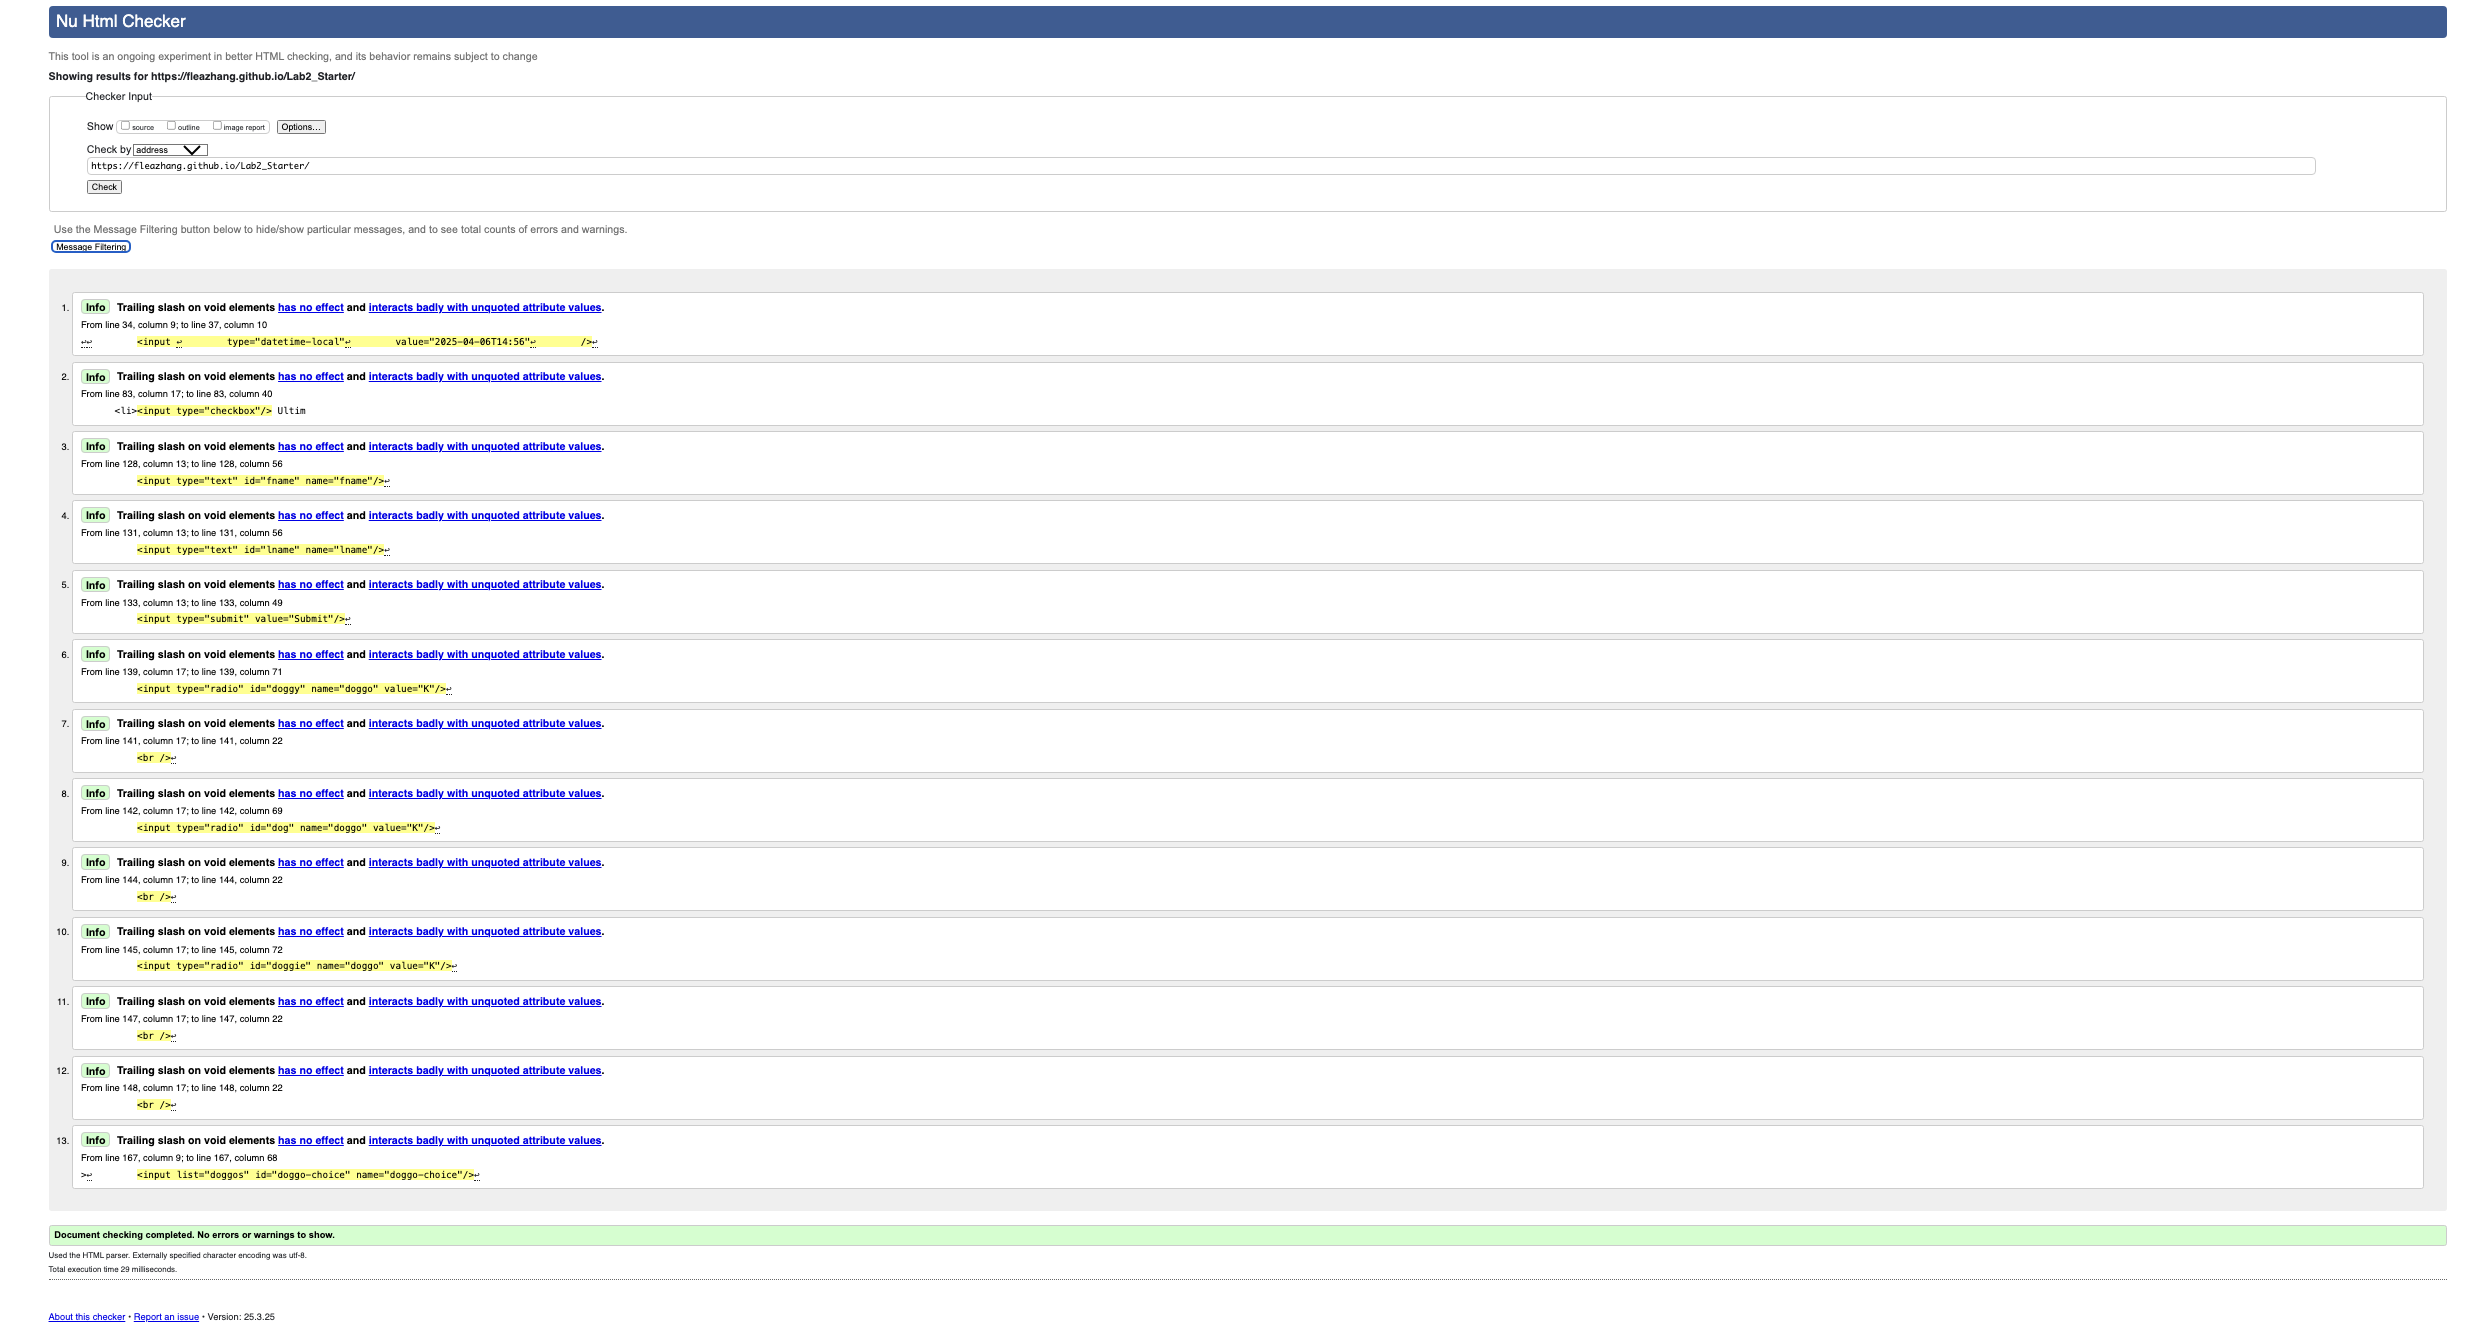 Nu Html Checker
This tool is an ongoing experiment in better HTML checking, and its behavior remains subject to change
Showing results for https://fleazhang.github.io/Lab2_Starter/
Checker Input
Show source outline image report Options...
Check by address
https://fleazhang.github.io/Lab2_Starter/
Check
Use the Message Filtering button below to hide/show particular messages, and to see total counts of errors and warnings.
Message Filtering
1. Info Trailing slash on void elements has no effect and interacts badly with unquoted attribute values.
From line 34, column 9; to line 37, column 10
↩↩ <input ↩ type="datetime-local"↩ value="2025-04-06T14:56"↩ />↩
2. Info Trailing slash on void elements has no effect and interacts badly with unquoted attribute values.
From line 83, column 17; to line 83, column 40
<li><input type="checkbox"/> Ultim
3. Info Trailing slash on void elements has no effect and interacts badly with unquoted attribute values.
From line 128, column 13; to line 128, column 56
<input type="text" id="fname" name="fname"/>↩
4. Info Trailing slash on void elements has no effect and interacts badly with unquoted attribute values.
From line 131, column 13; to line 131, column 56
<input type="text" id="lname" name="lname"/>↩
5. Info Trailing slash on void elements has no effect and interacts badly with unquoted attribute values.
From line 133, column 13; to line 133, column 49
<input type="submit" value="Submit"/>↩
6. Info Trailing slash on void elements has no effect and interacts badly with unquoted attribute values.
From line 139, column 17; to line 139, column 71
<input type="radio" id="doggy" name="doggo" value="K"/>↩
7. Info Trailing slash on void elements has no effect and interacts badly with unquoted attribute values.
From line 141, column 17; to line 141, column 22
<br />↩
8. Info Trailing slash on void elements has no effect and interacts badly with unquoted attribute values.
From line 142, column 17; to line 142, column 69
<input type="radio" id="dog" name="doggo" value="K"/>↩
9. Info Trailing slash on void elements has no effect and interacts badly with unquoted attribute values.
From line 144, column 17; to line 144, column 22
<br />↩
10. Info Trailing slash on void elements has no effect and interacts badly with unquoted attribute values.
From line 145, column 17; to line 145, column 72
<input type="radio" id="doggie" name="doggo" value="K"/>↩
11. Info Trailing slash on void elements has no effect and interacts badly with unquoted attribute values.
From line 147, column 17; to line 147, column 22
<br />↩
12. Info Trailing slash on void elements has no effect and interacts badly with unquoted attribute values.
From line 148, column 17; to line 148, column 22
<br />↩
13. Info Trailing slash on void elements has no effect and interacts badly with unquoted attribute values.
From line 167, column 9; to line 167, column 68
>↩ <input list="doggos" id="doggo-choice" name="doggo-choice"/>↩
Document checking completed. No errors or warnings to show.
Used the HTML parser. Externally specified character encoding was utf-8.
Total execution time 29 milliseconds.
About this checker • Report an issue • Version: 25.3.25